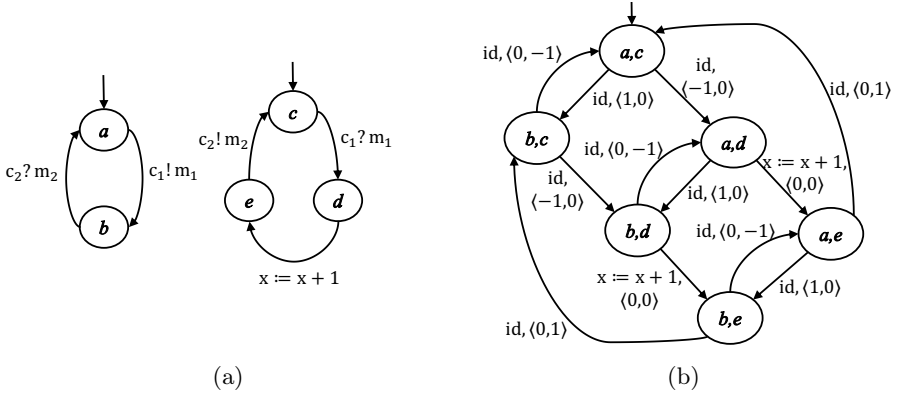 a
b
c₂? m₂
c₁! m₁
c
d
e
c₂! m₂
c₁? m₁
x ≔ x + 1
(a)
a,c
id, ⟨0, −1⟩
id, ⟨1,0⟩
id,
⟨−1,0⟩
id, ⟨0,1⟩
b,c
a,d
id, ⟨0, −1⟩
id,
⟨−1,0⟩
id, ⟨1,0⟩
x ≔ x + 1,
⟨0,0⟩
b,d
a,e
id, ⟨0, −1⟩
x ≔ x + 1,
⟨0,0⟩
id, ⟨1,0⟩
b,e
id, ⟨0,1⟩
(b)